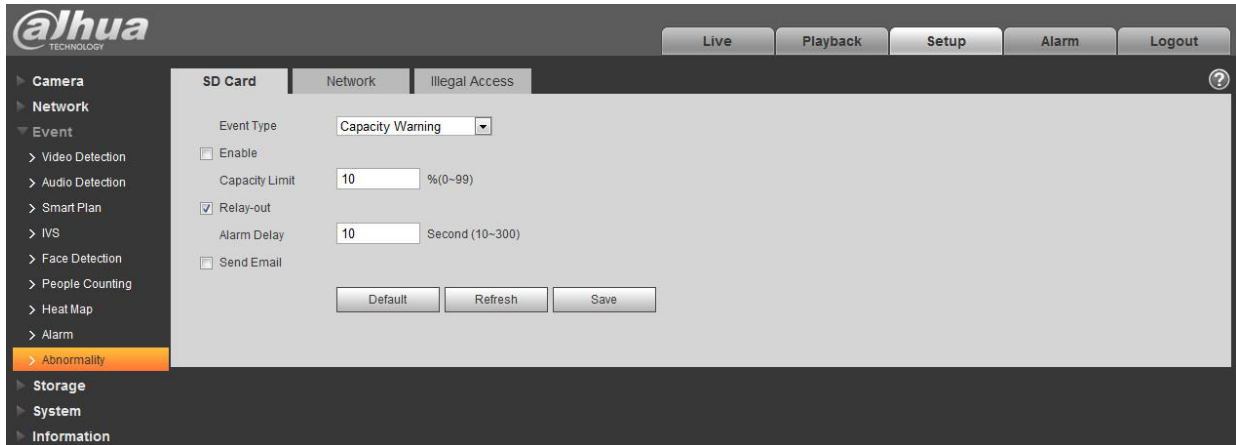 alhua
TECHNOLOGY
Live Playback Setup Alarm Logout
Camera
Network
Event
Video Detection
Audio Detection
Smart Plan
IVS
Face Detection
People Counting
Heat Map
Alarm
Abnormality
Storage
System
Information
SD Card Network Illegal Access
?
Event Type Capacity Warning
Enable
Capacity Limit 10 %(0~99)
Relay-out
Alarm Delay 10 Second (10~300)
Send Email
Default Refresh Save